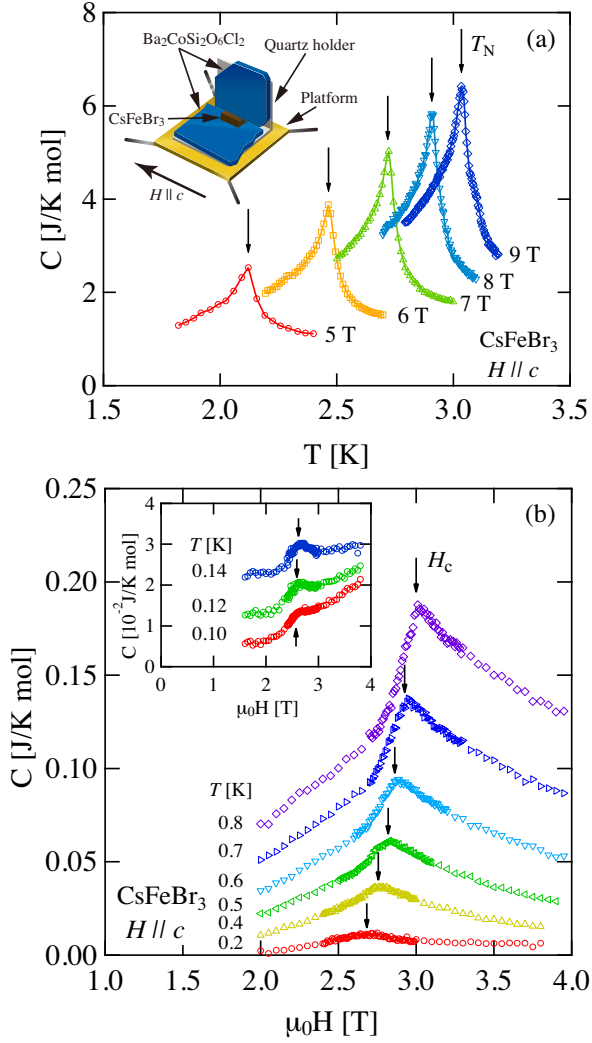 8
6
4
2
0
C [J/K mol]
(a)
T_N
Ba₂CoSi₂O₆Cl₂
Quartz holder
Platform
CsFeBr₃
H || c
9 T
8 T
7 T
6 T
5 T
CsFeBr₃
H // c
1.5 2.0 2.5 3.0 3.5
T [K]
0.25
0.20
0.15
0.10
0.05
0.00
C [J/K mol]
(b)
H_c
4
3
2
1
0
C [10⁻²J/K mol]
T [K]
0.14
0.12
0.10
0 1 2 3 4
μ₀H [T]
T [K]
0.8
0.7
0.6
0.5
0.4
0.2
CsFeBr₃
H // c
1.0 1.5 2.0 2.5 3.0 3.5 4.0
μ₀H [T]